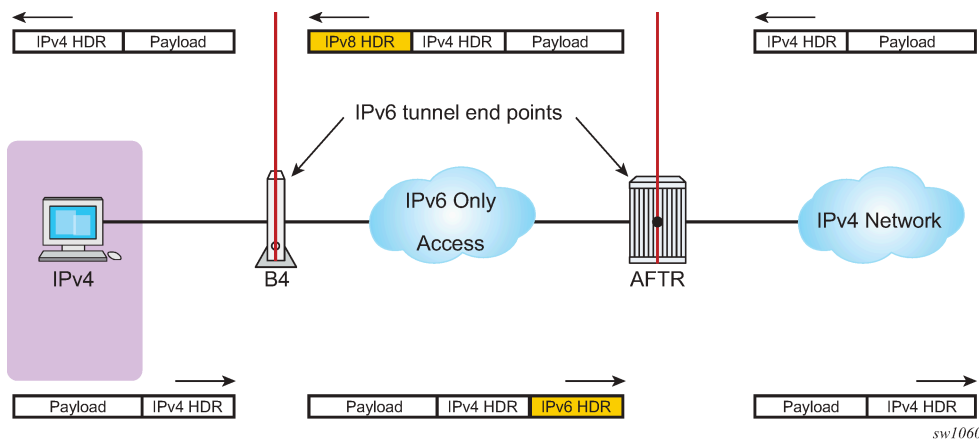 IPv4 HDR Payload
IPv8 HDR IPv4 HDR Payload
IPv4 HDR Payload
IPv6 tunnel end points
IPv6 Only
Access
IPv4 Network
IPv4
B4
AFTR
Payload IPv4 HDR
Payload IPv4 HDR IPv6 HDR
Payload IPv4 HDR